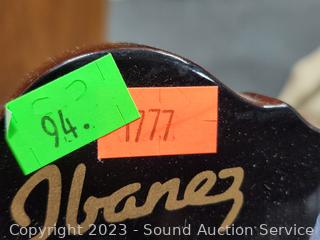 94.
1777
Ibanez
Copyright © 2023 - Sound Auction Service